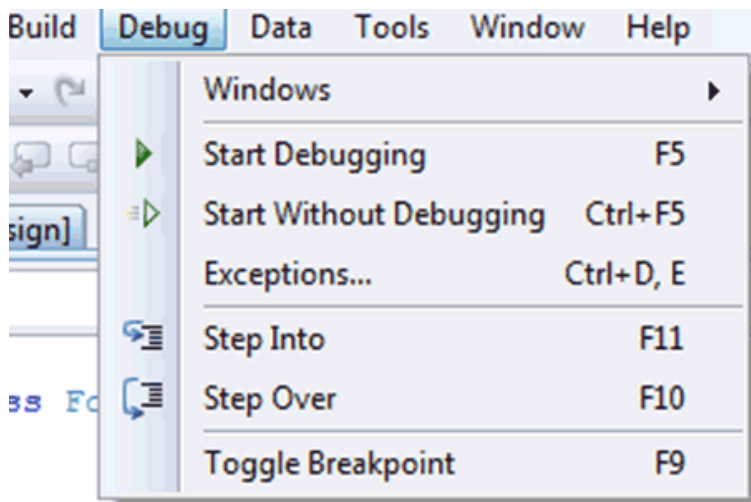 Build Debug Data Tools Window Help
Windows
Start Debugging F5
Start Without Debugging Ctrl+F5
sign]
Exceptions... Ctrl+D, E
Step Into F11
ss Fo
Step Over F10
Toggle Breakpoint F9